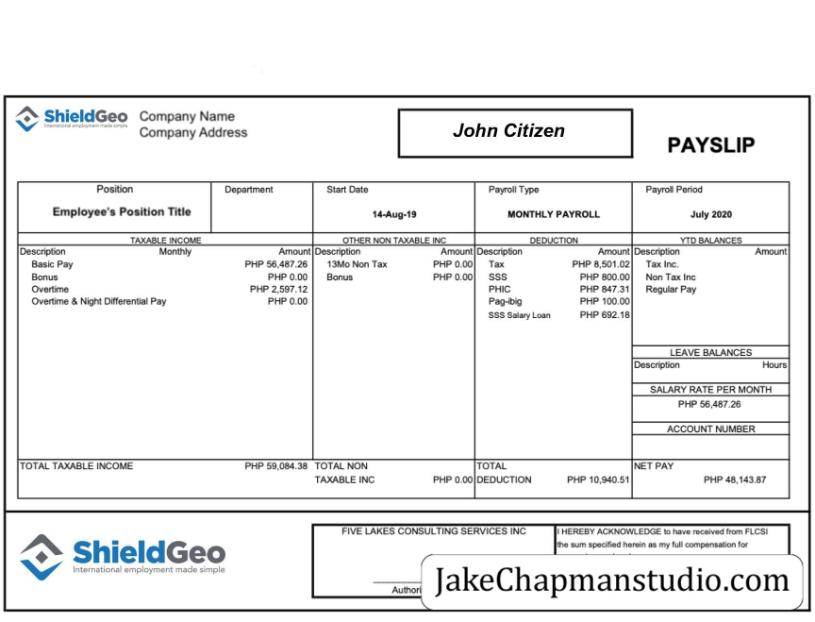 ShieldGeo
International employment made simple
Company Name
Company Address
John Citizen
PAYSLIP
Position
Employee's Position Title
Department
Start Date
14-Aug-19
Payroll Type
MONTHLY PAYROLL
Payroll Period
July 2020
TAXABLE INCOME
Description Monthly Amount
Basic Pay PHP 56,487.26
Bonus PHP 0.00
Overtime PHP 2,597.12
Overtime & Night Differential Pay PHP 0.00
OTHER NON TAXABLE INC
Description Amount
13Mo Non Tax PHP 0.00
Bonus PHP 0.00
DEDUCTION
Description Amount
Tax PHP 8,501.02
SSS PHP 800.00
PHIC PHP 847.31
Pag-ibig PHP 100.00
SSS Salary Loan PHP 692.18
YTD BALANCES
Description Amount
Tax Inc.
Non Tax Inc
Regular Pay
LEAVE BALANCES
Description Hours
SALARY RATE PER MONTH
PHP 56,487.26
ACCOUNT NUMBER
TOTAL TAXABLE INCOME PHP 59,084.38
TOTAL NON
TAXABLE INC PHP 0.00
TOTAL
DEDUCTION PHP 10,940.51
NET PAY
PHP 48,143.87
ShieldGeo
International employment made simple
FIVE LAKES CONSULTING SERVICES INC
Authori
I HEREBY ACKNOWLEDGE to have received from FLCSI
the sum specified herein as my full compensation for
JakeChapmanstudio.com